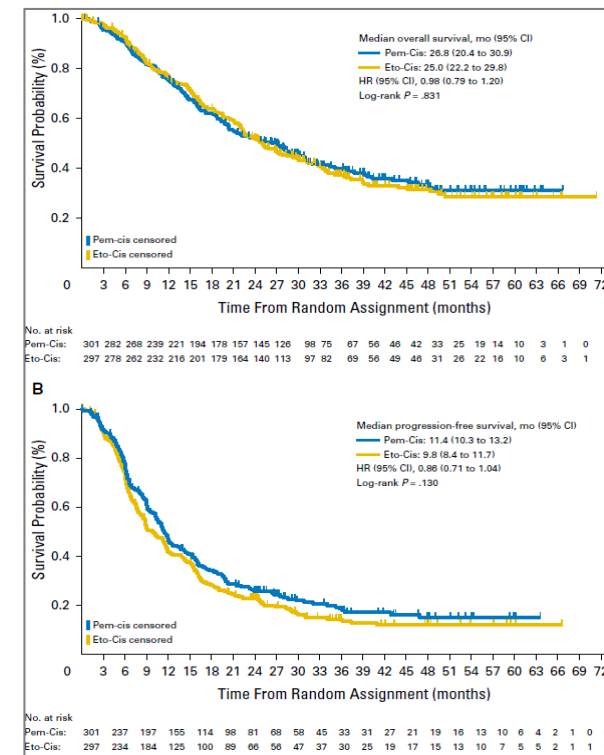 Survival Probability (%)
1.0
0.8
0.6
0.4
0.2
Median overall survival, mo (95% CI)
Pem-Cis: 26.8 (20.4 to 30.9)
Eto-Cis: 25.0 (22.2 to 29.8)
HR (95% CI), 0.98 (0.79 to 1.20)
Log-rank P = .831
Pem-cis censored
Eto-Cis censored
0 3 6 9 12 15 18 21 24 27 30 33 36 39 42 45 48 51 54 57 60 63 66 69 72
Time From Random Assignment (months)
No. at risk
Pem-Cis: 301 282 268 239 221 194 178 157 145 126 98 75 67 56 46 42 33 25 19 14 10 3 1 0
Eto-Cis: 297 278 262 232 216 201 179 164 140 113 97 82 69 56 49 46 31 26 22 16 10 6 3 1
B
Survival Probability (%)
1.0
0.8
0.6
0.4
0.2
Median progression-free survival, mo (95% CI)
Pem-Cis: 11.4 (10.3 to 13.2)
Eto-Cis: 9.8 (8.4 to 11.7)
HR (95% CI), 0.86 (0.71 to 1.04)
Log-rank P = .130
Pem-cis censored
Eto-Cis censored
0 3 6 9 12 15 18 21 24 27 30 33 36 39 42 45 48 51 54 57 60 63 66 69 72
Time From Random Assignment (months)
No. at risk
Pem-Cis: 301 237 197 155 114 98 81 68 58 45 33 31 27 21 19 16 13 10 6 4 2 1 0
Eto-Cis: 297 234 184 125 100 89 66 56 47 37 30 25 19 17 15 13 10 7 5 5 2 1 1